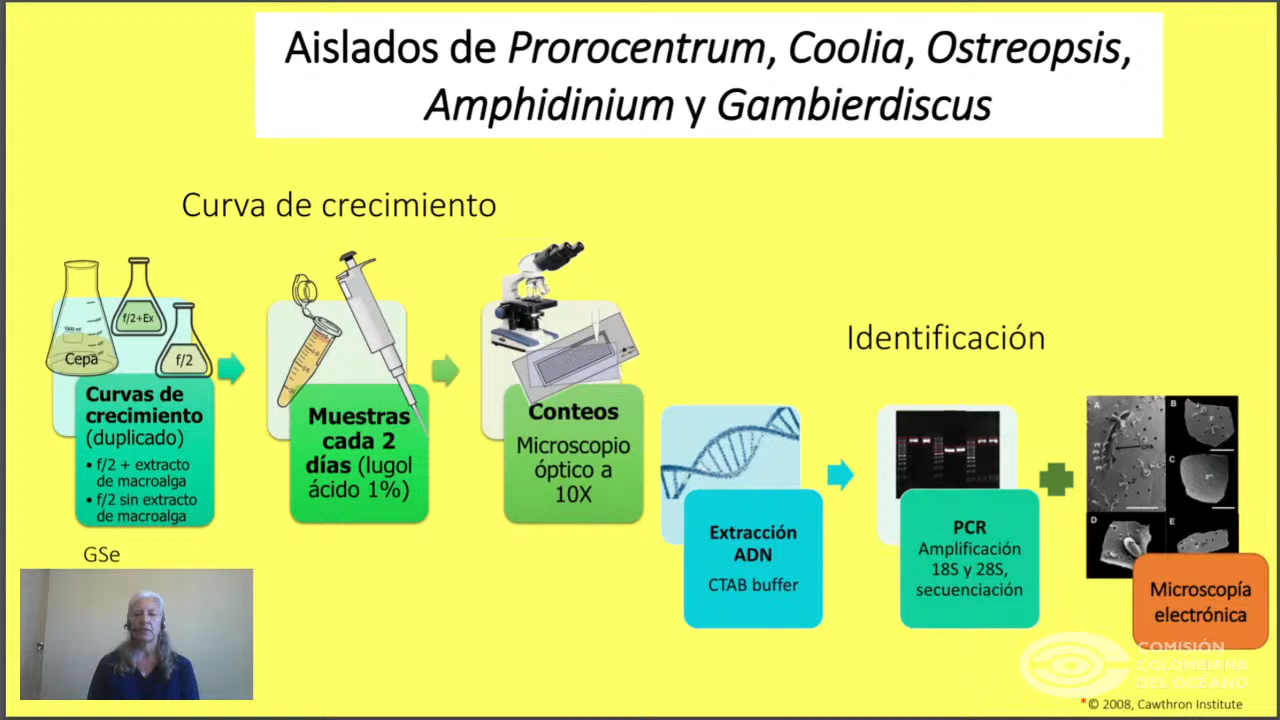 Aislados de Prorocentrum, Coolia, Ostreopsis,
Amphidinium y Gambierdiscus
Curva de crecimiento
Identificación
1000 ml
Cepa
f/2+Ex
f/2
Curvas de
crecimiento
(duplicado)
• f/2 + extracto
de macroalga
• f/2 sin extracto
de macroalga
GSe
Muestras
cada 2
días (lugol
ácido 1%)
Conteos
Microscopio
óptico a
10X
Extracción
ADN
CTAB buffer
PCR
Amplificación
18S y 28S,
secuenciación
A
B
C
D
E
Microscopía
electrónica
COMISIÓN
COLOMBIANA
DEL OCÉANO
*© 2008, Cawthron Institute